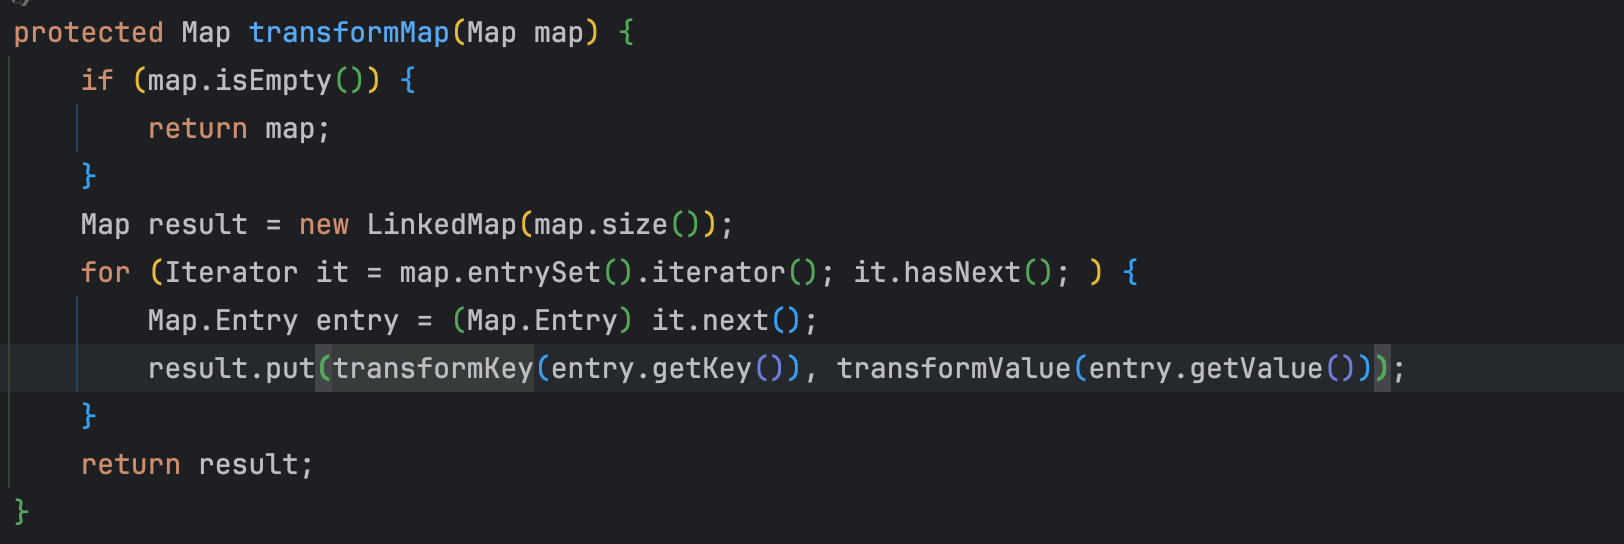 protected Map transformMap(Map map) {
    if (map.isEmpty()) {
        return map;
    }
    Map result = new LinkedMap(map.size());
    for (Iterator it = map.entrySet().iterator(); it.hasNext(); ) {
        Map.Entry entry = (Map.Entry) it.next();
        result.put(transformKey(entry.getKey()), transformValue(entry.getValue()));
    }
    return result;
}